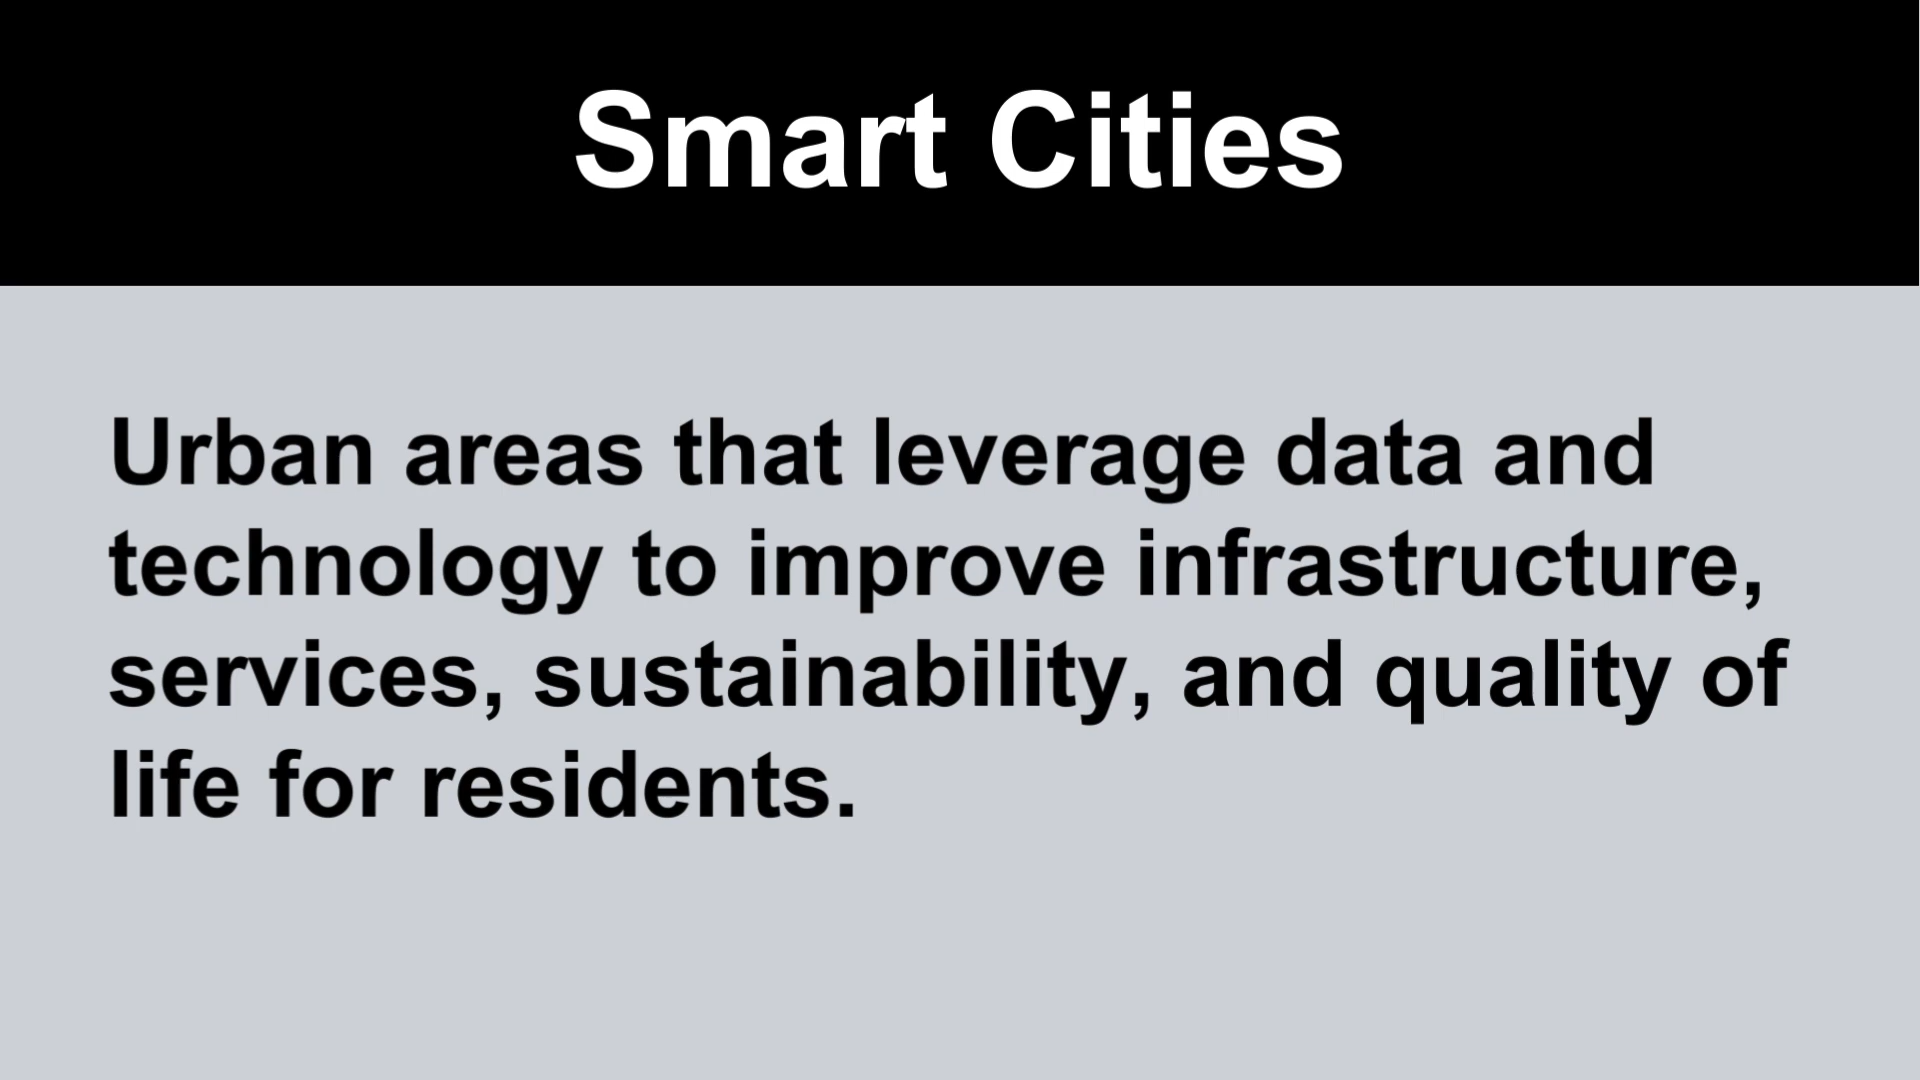 Smart Cities
Urban areas that leverage data and
technology to improve infrastructure,
services, sustainability, and quality of
life for residents.